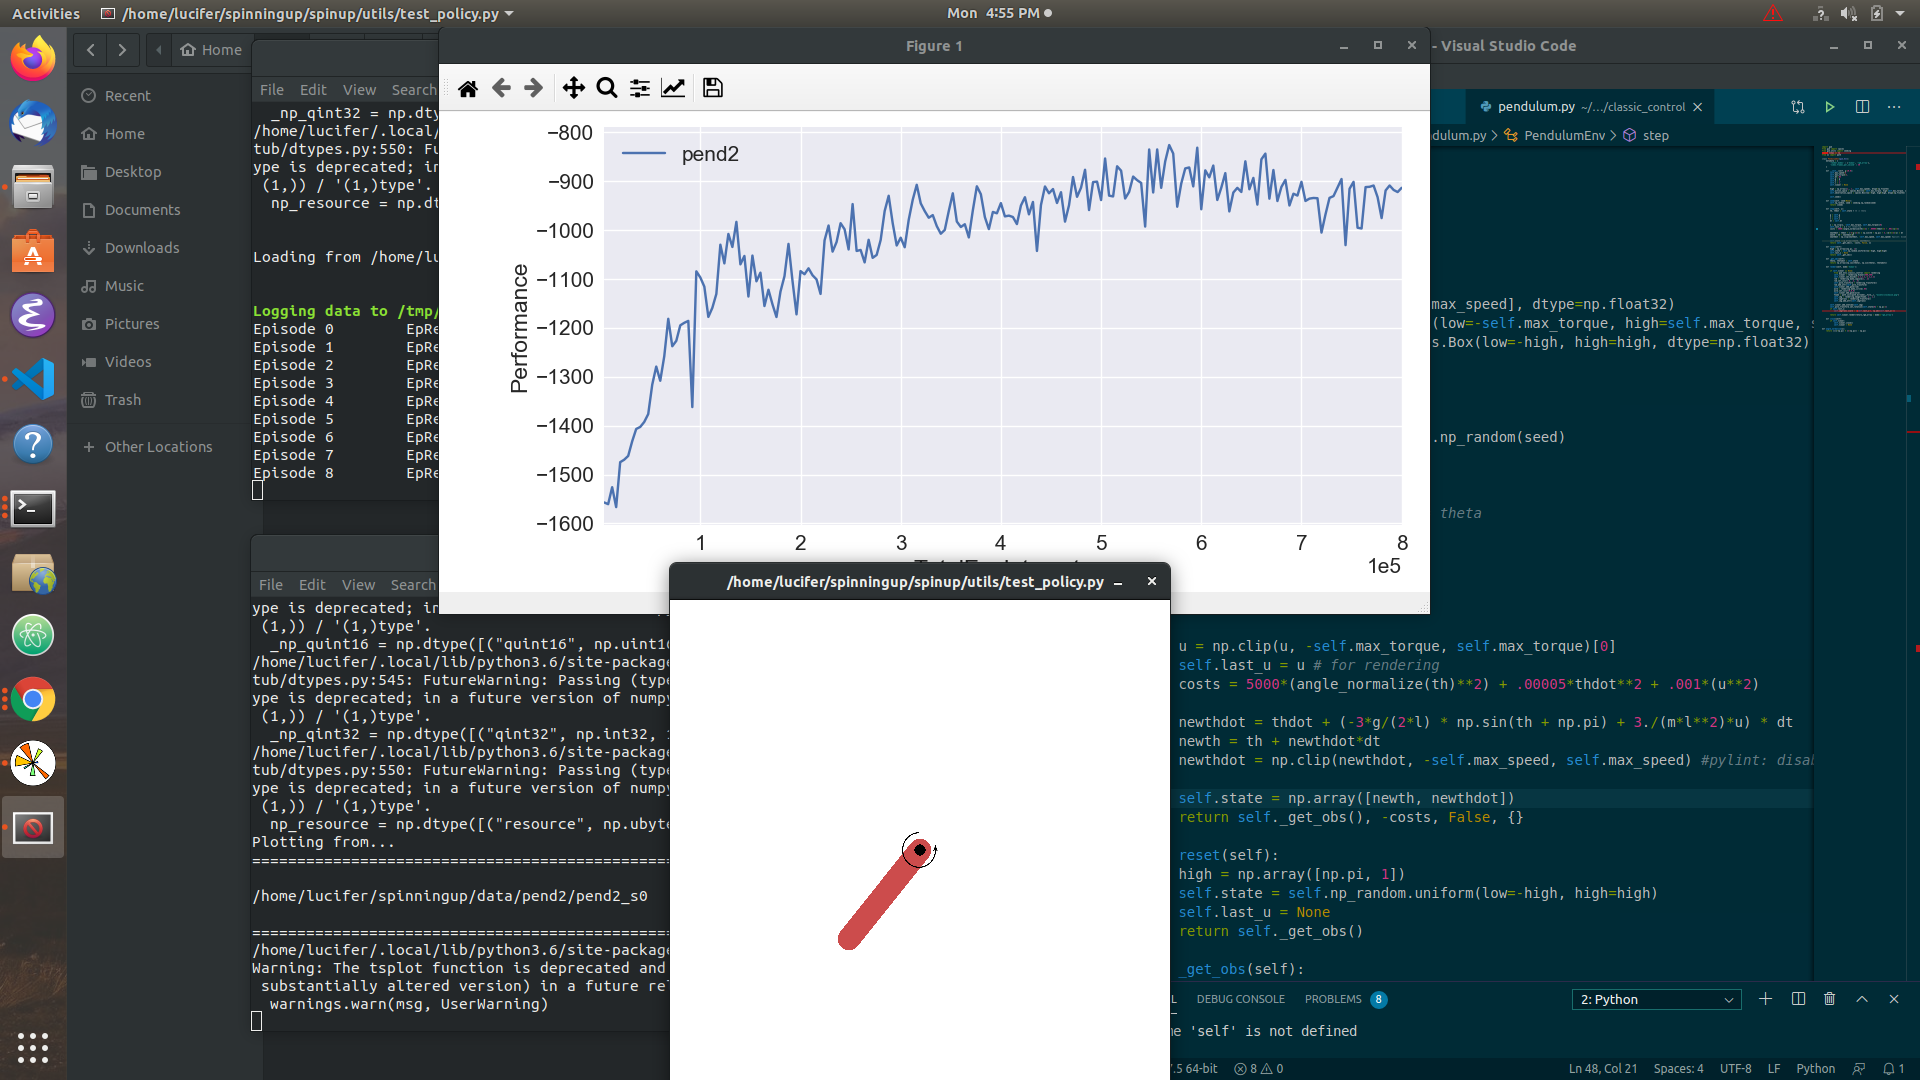 Activities
/home/lucifer/spinningup/spinup/utils/test_policy.py
Mon 4:55 PM
Home
Recent
Home
Desktop
Documents
Downloads
Music
Pictures
Videos
Trash
Other Locations
File Edit View Search
_np_qint32 = np.dty
/home/lucifer/.local/
tub/dtypes.py:550: Fu
ype is deprecated; in
(1,)) / '(1,)type'.
np_resource = np.dt
Loading from /home/lu
Logging data to /tmp/
Episode 0 EpRe
Episode 1 EpRe
Episode 2 EpRe
Episode 3 EpRe
Episode 4 EpRe
Episode 5 EpRe
Episode 6 EpRe
Episode 7 EpRe
Episode 8 EpRe
File Edit View Search
ype is deprecated; in
(1,)) / '(1,)type'.
_np_quint16 = np.dtype([("quint16", np.uint16
/home/lucifer/.local/lib/python3.6/site-package
tub/dtypes.py:545: FutureWarning: Passing (type
ype is deprecated; in a future version of numpy
(1,)) / '(1,)type'.
_np_qint32 = np.dtype([("qint32", np.int32, 1
/home/lucifer/.local/lib/python3.6/site-package
tub/dtypes.py:550: FutureWarning: Passing (type
ype is deprecated; in a future version of numpy
(1,)) / '(1,)type'.
np_resource = np.dtype([("resource", np.ubyte
Plotting from...
==================================================
/home/lucifer/spinningup/data/pend2/pend2_s0
==================================================
/home/lucifer/.local/lib/python3.6/site-package
Warning: The tsplot function is deprecated and
substantially altered version) in a future rel
warnings.warn(msg, UserWarning)
Figure 1
pend2
Performance
−800
−900
−1000
−1100
−1200
−1300
−1400
−1500
−1600
1 2 3 4 5 6 7 8
1e5
/home/lucifer/spinningup/spinup/utils/test_policy.py
- Visual Studio Code
pendulum.py ~/.../classic_control
dulum.py > PendulumEnv > step
max_speed], dtype=np.float32)
(low=-self.max_torque, high=self.max_torque, s
s.Box(low=-high, high=high, dtype=np.float32)
.np_random(seed)
theta
u = np.clip(u, -self.max_torque, self.max_torque)[0]
self.last_u = u # for rendering
costs = 5000*(angle_normalize(th)**2) + .00005*thdot**2 + .001*(u**2)
newthdot = thdot + (-3*g/(2*l) * np.sin(th + np.pi) + 3./(m*l**2)*u) * dt
newth = th + newthdot*dt
newthdot = np.clip(newthdot, -self.max_speed, self.max_speed) #pylint: disab
self.state = np.array([newth, newthdot])
return self._get_obs(), -costs, False, {}
reset(self):
high = np.array([np.pi, 1])
self.state = self.np_random.uniform(low=-high, high=high)
self.last_u = None
return self._get_obs()
_get_obs(self):
L DEBUG CONSOLE PROBLEMS 8
2: Python
me 'self' is not defined
7.5 64-bit 8 0
Ln 48, Col 21 Spaces: 4 UTF-8 LF Python 1